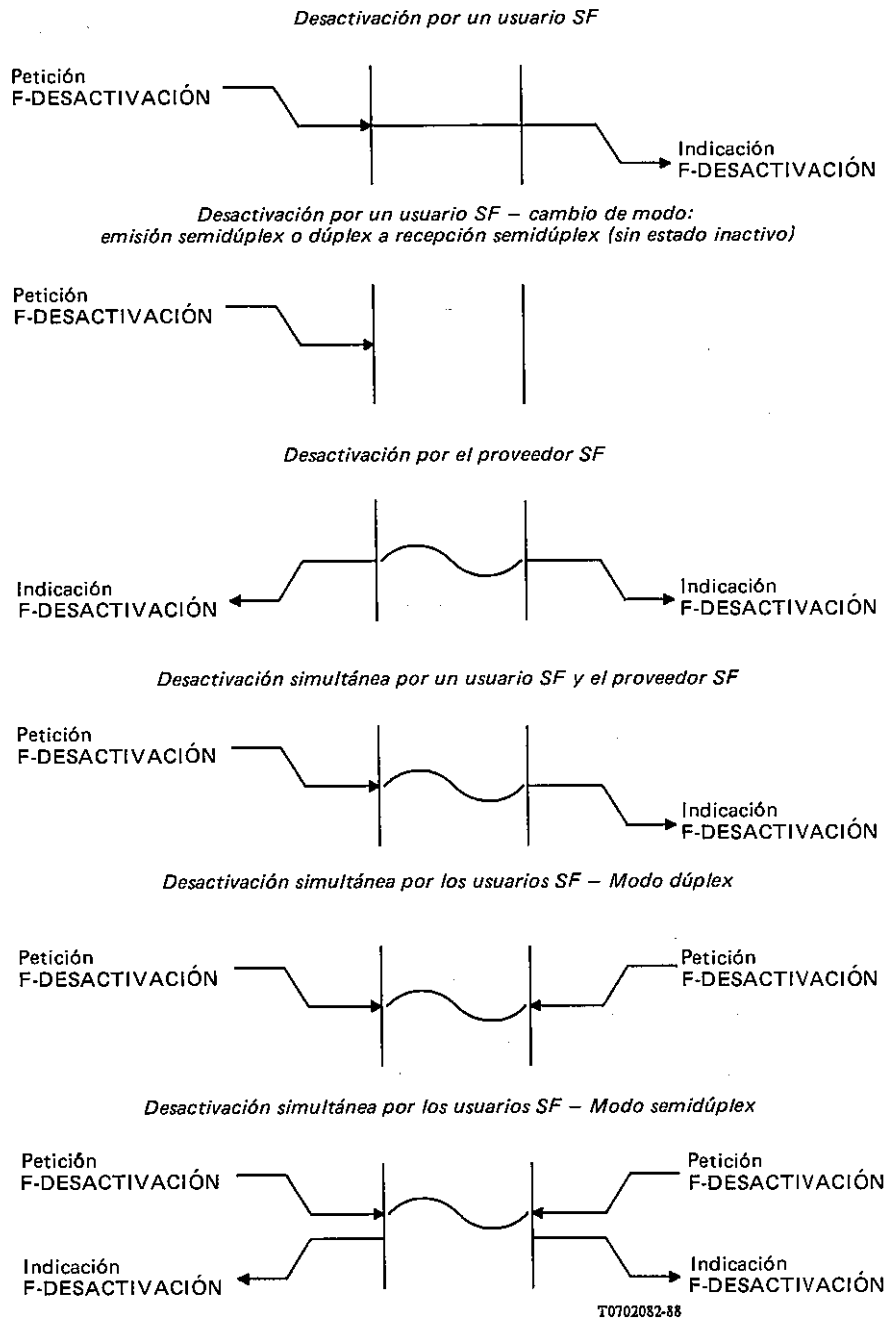 Desactivación por un usuario SF
Petición
F-DESACTIVACIÓN
Indicación
F-DESACTIVACIÓN
Desactivación por un usuario SF – cambio de modo:
emisión semidúplex o dúplex a recepción semidúplex (sin estado inactivo)
Petición
F-DESACTIVACIÓN
Desactivación por el proveedor SF
Indicación
F-DESACTIVACIÓN
Indicación
F-DESACTIVACIÓN
Desactivación simultánea por un usuario SF y el proveedor SF
Petición
F-DESACTIVACIÓN
Indicación
F-DESACTIVACIÓN
Desactivación simultánea por los usuarios SF – Modo dúplex
Petición
F-DESACTIVACIÓN
Petición
F-DESACTIVACIÓN
Desactivación simultánea por los usuarios SF – Modo semidúplex
Petición
F-DESACTIVACIÓN
Petición
F-DESACTIVACIÓN
Indicación
F-DESACTIVACIÓN
Indicación
F-DESACTIVACIÓN
T0702082-88